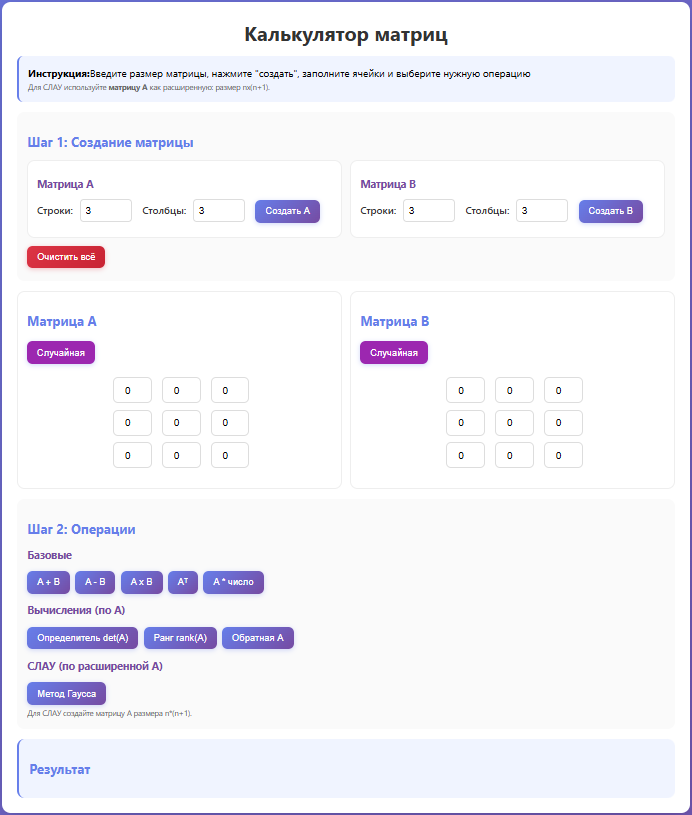 Калькулятор матриц
Инструкция:Введите размер матрицы, нажмите "создать", заполните ячейки и выберите нужную операцию
Для СЛАУ используйте матрицу A как расширенную: размер nx(n+1).
Шаг 1: Создание матрицы
Матрица A
Строки: 3 Столбцы: 3 Создать A
Матрица B
Строки: 3 Столбцы: 3 Создать B
Очистить всё
Матрица A
Случайная
0 0 0
0 0 0
0 0 0
Матрица B
Случайная
0 0 0
0 0 0
0 0 0
Шаг 2: Операции
Базовые
A + B A - B A x B Aᵀ A * число
Вычисления (по A)
Определитель det(A) Ранг rank(A) Обратная A
СЛАУ (по расширенной A)
Метод Гаусса
Для СЛАУ создайте матрицу A размера n*(n+1).
Результат